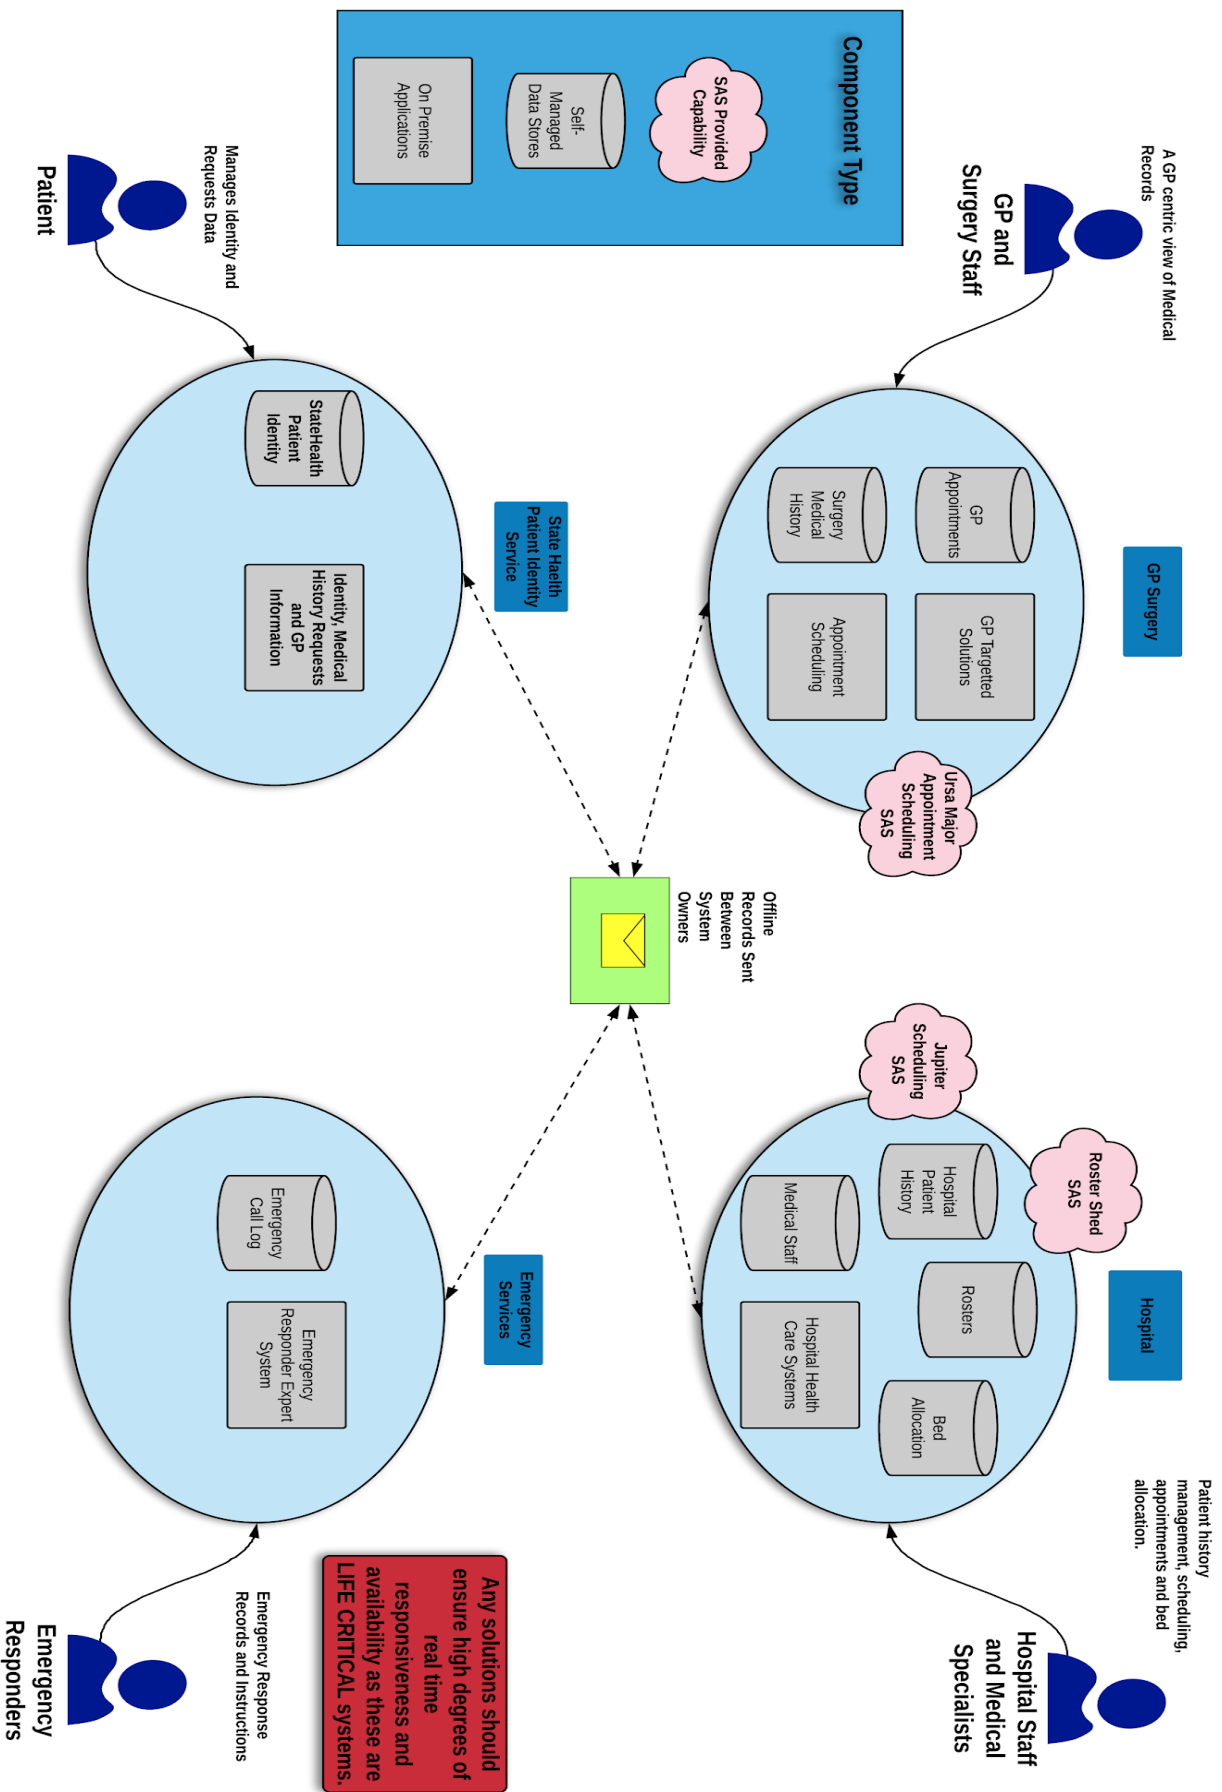 Component Type
SAS Provided
Capability
Self-
Managed
Data Stores
On Premise
Applications
A GP centric view of Medical
Records
GP and
Surgery Staff
GP Surgery
GP
Appointments
GP Targetted
Solutions
Surgery
Medical
History
Appointment
Scheduling
Ursa Major
Appointment
Scheduling
SAS
Patient history
management, scheduling,
appointments and bed
allocation.
Hospital Staff
and Medical
Specialists
Hospital
Roster Shed
SAS
Jupiter
Scheduling
SAS
Hospital
Patient
History
Rosters
Bed
Allocation
Medical Staff
Hospital Health
Care Systems
Offline
Records Sent
Between
System
Owners
Manages Identity and
Requests Data
Patient
State Haelth
Patient Identity
Service
StateHealth
Patient
Identity
Identity, Medical
History Requests
and GP
Information
Emergency
Services
Emergency
Call Log
Emergency
Responder Expert
System
Any solutions should
ensure high degrees of
real time
responsiveness and
availability as these are
LIFE CRITICAL systems.
Emergency Response
Records and Instructions
Emergency
Responders